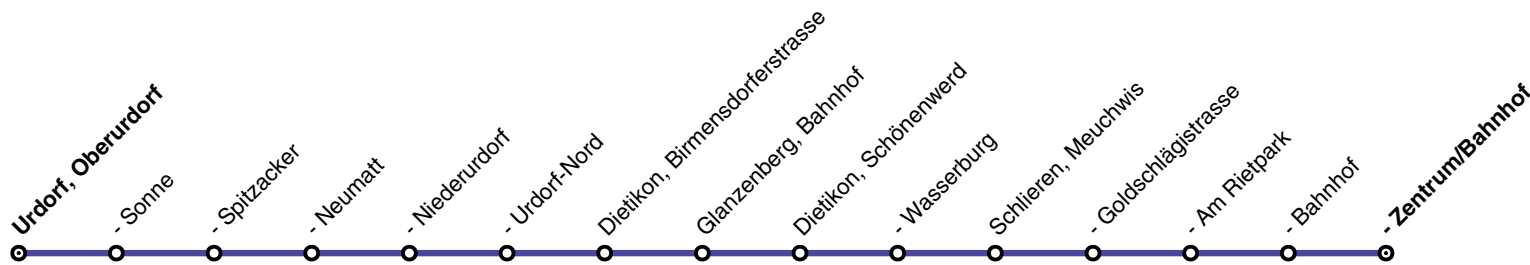 Urdorf, Oberurdorf
- Sonne
- Spitzacker
- Neumatt
- Niederurdorf
- Urdorf-Nord
Dietikon, Birmensdorferstrasse
Glanzenberg, Bahnhof
Dietikon, Schönenwerd
- Wasserburg
Schlieren, Meuchwis
- Goldschlägistrasse
- Am Rietpark
- Bahnhof
- Zentrum/Bahnhof